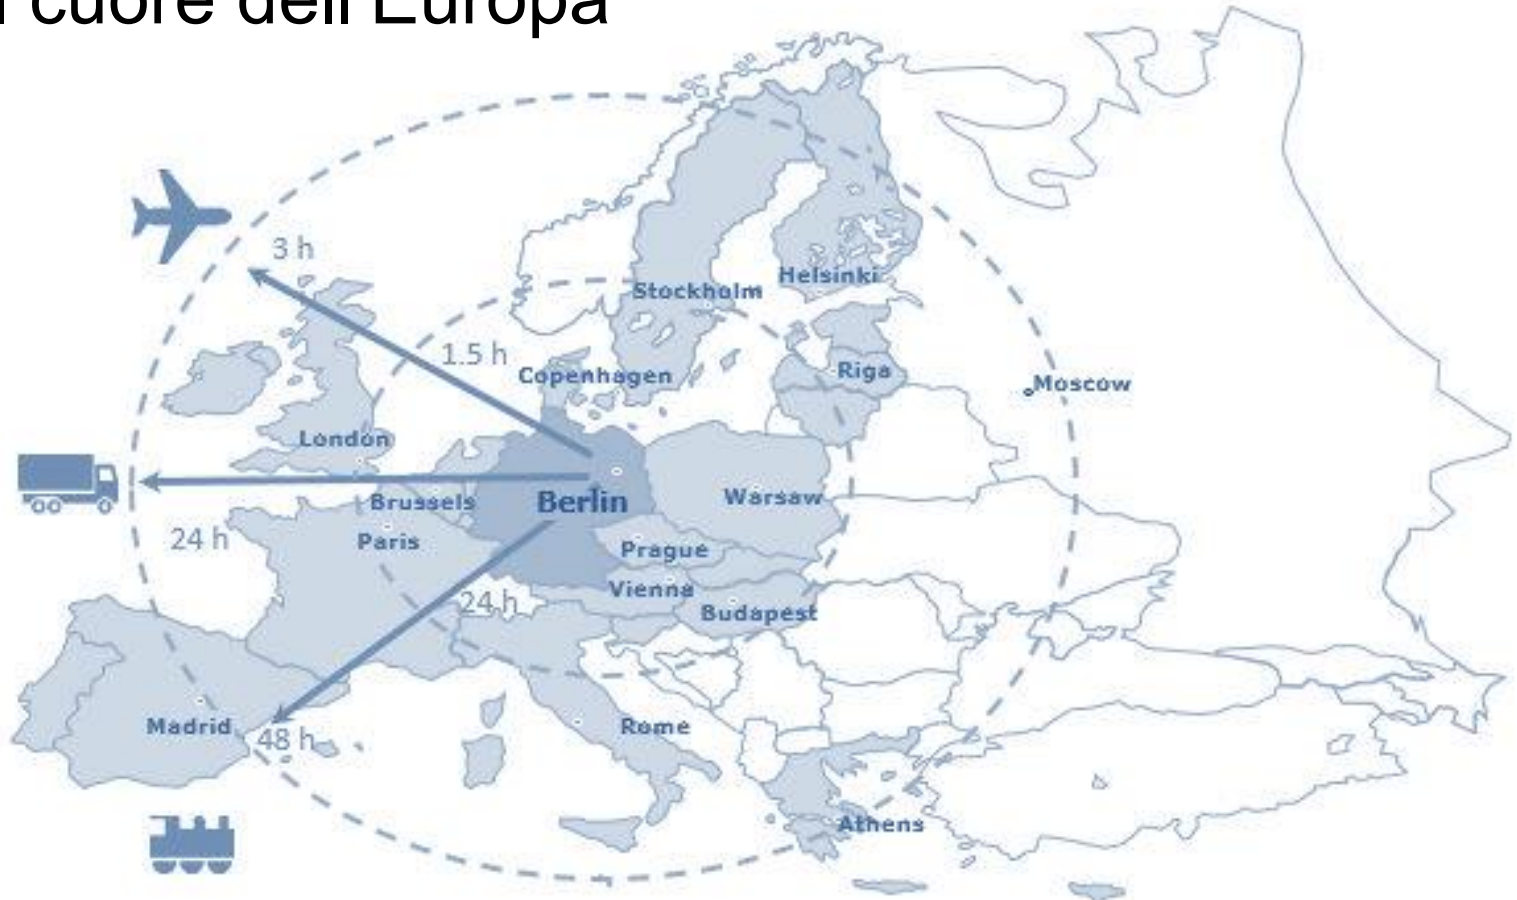 cuore dell'Europa
3 h
Helsinki
Stockholm
1.5 h
Copenhagen
Riga
Moscow
London
Brussels
Berlin
Warsaw
24 h
Paris
Prague
Vienna
24 h
Budapest
Madrid
48 h
Rome
Athens